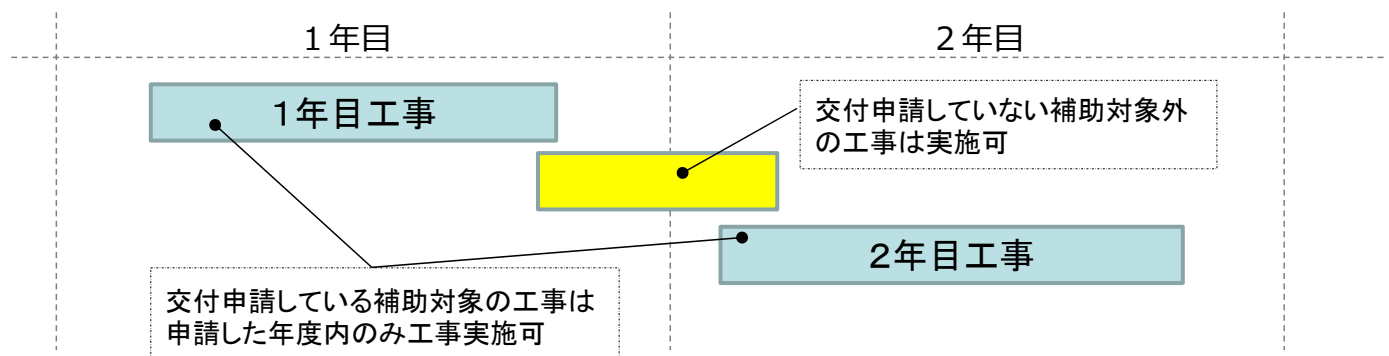 １年目
２年目
１年目工事
交付申請していない補助対象外
の工事は実施可
２年目工事
交付申請している補助対象の工事は
申請した年度内のみ工事実施可